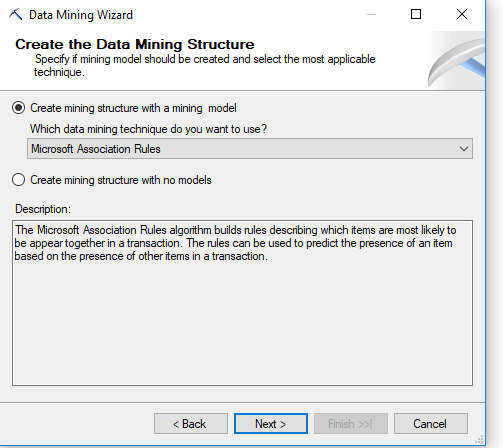 Data Mining Wizard
Create the Data Mining Structure
Specify if mining model should be created and select the most applicable
technique.
Create mining structure with a mining model
Which data mining technique do you want to use?
Microsoft Association Rules
Create mining structure with no models
Description:
The Microsoft Association Rules algorithm builds rules describing which items are most likely to
be appear together in a transaction. The rules can be used to predict the presence of an item
based on the presence of other items in a transaction.
< Back
Next >
Finish >>|
Cancel